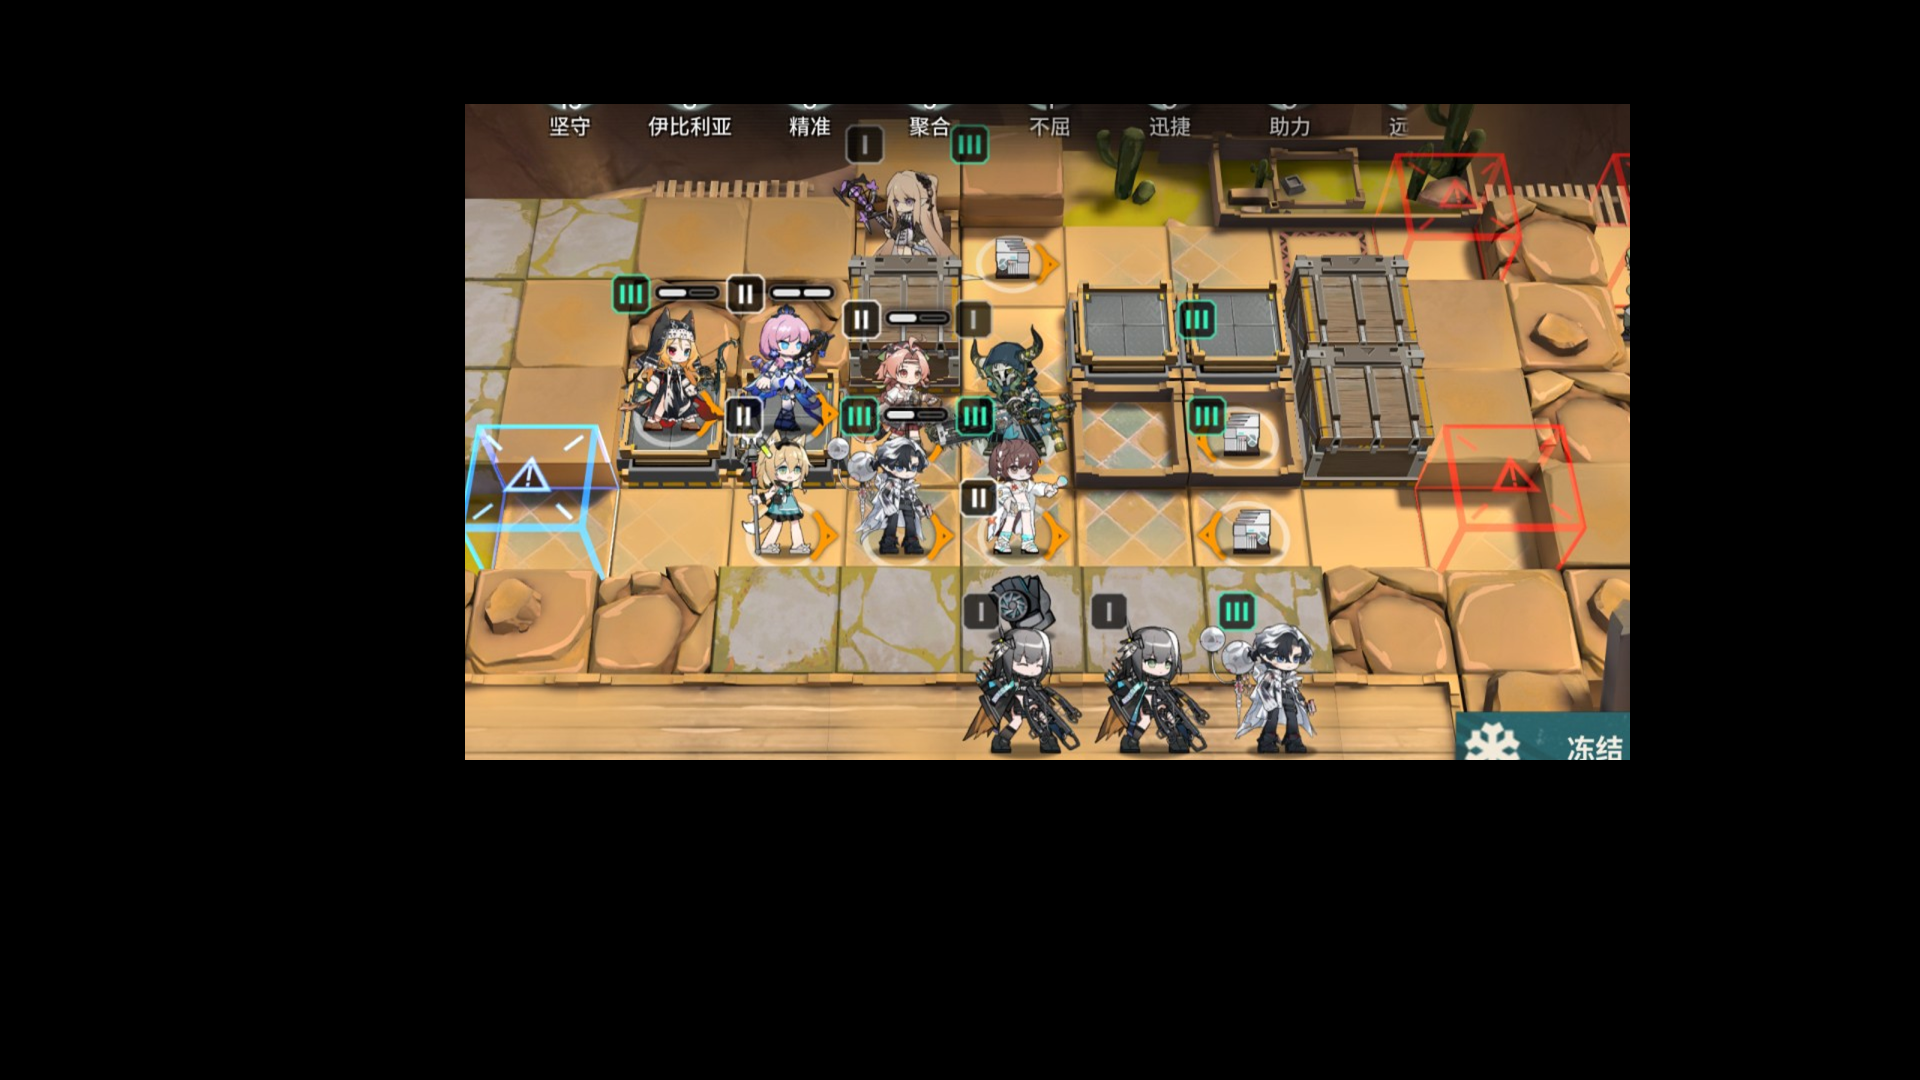 坚守 伊比利亚 精准 聚合 不屈 迅捷 助力 远
冻结